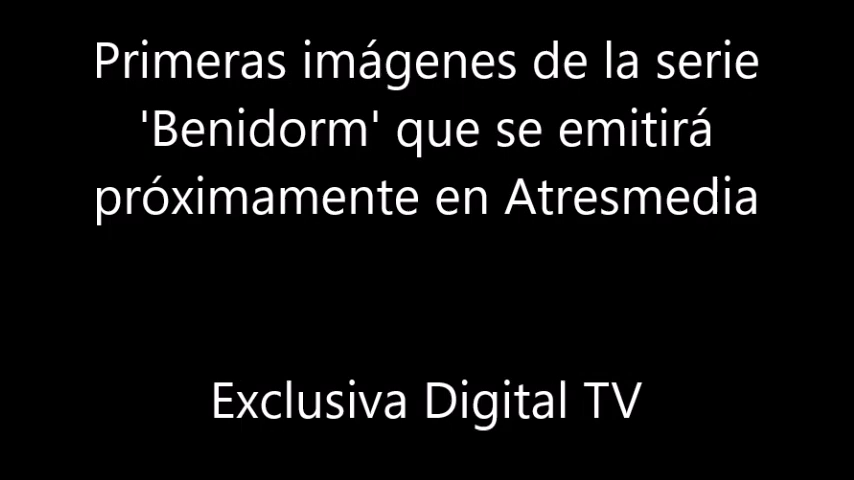 Primeras imágenes de la serie
'Benidorm' que se emitirá
próximamente en Atresmedia
Exclusiva Digital TV